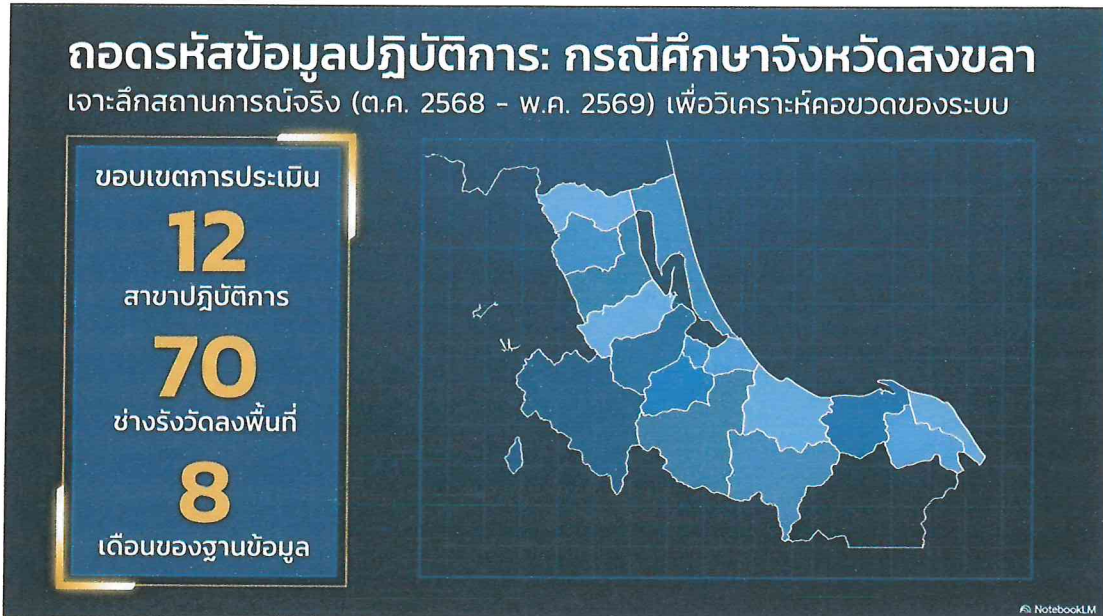 ถอดรหัสข้อมูลปฏิบัติการ: กรณีศึกษาจังหวัดสงขลา
เจาะลึกสถานการณ์จริง (ต.ค. 2568 - พ.ค. 2569) เพื่อวิเคราะห์คอขวดของระบบ
ขอบเขตการประเมิน
12
สาขาปฏิบัติการ
70
ช่างรังวัดลงพื้นที่
8
เดือนของฐานข้อมูล
NotebookLM